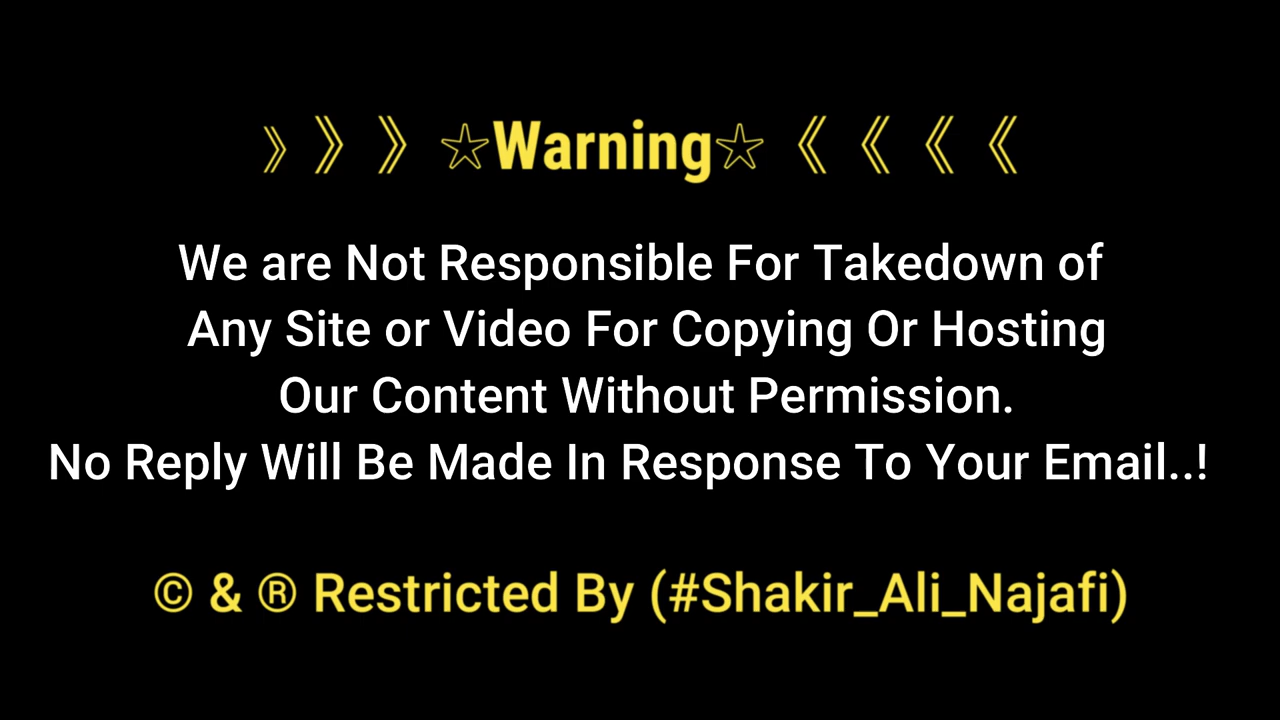 》》》☆Warning☆《《《《
We are Not Responsible For Takedown of
Any Site or Video For Copying Or Hosting
Our Content Without Permission.
No Reply Will Be Made In Response To Your Email..!
© & ® Restricted By (#Shakir_Ali_Najafi)